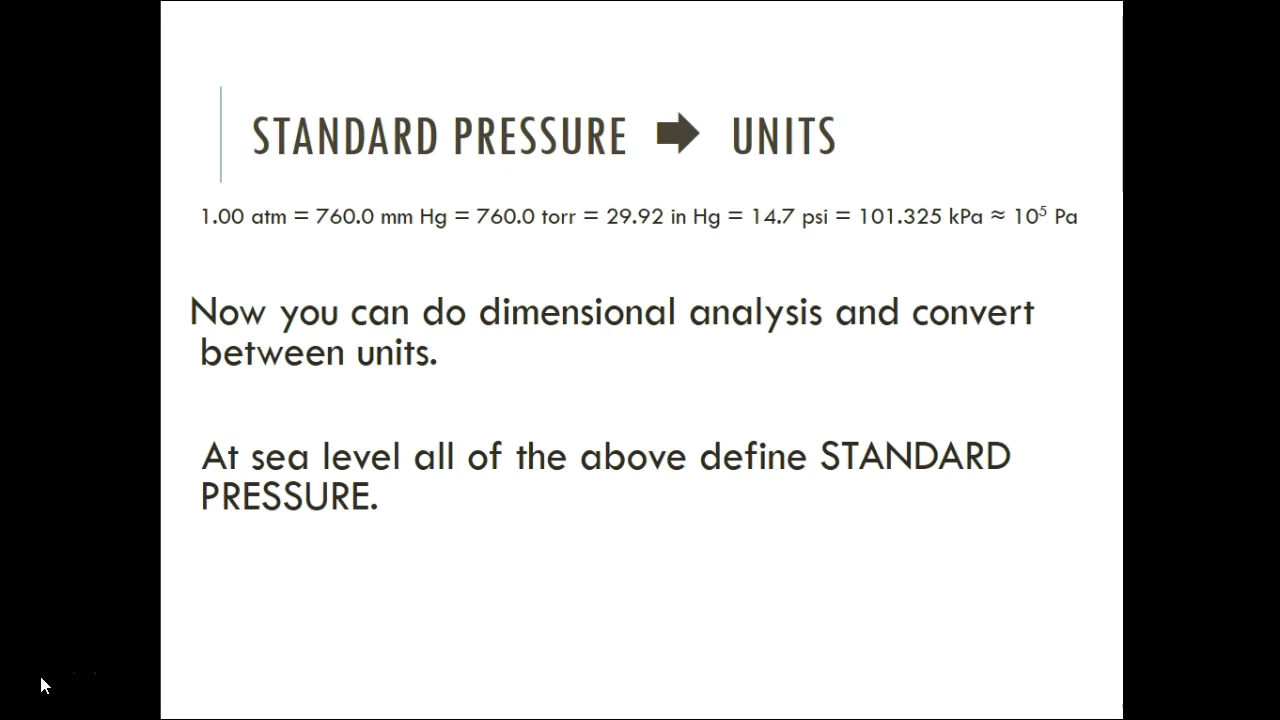 STANDARD PRESSURE ➡ UNITS
1.00 atm = 760.0 mm Hg = 760.0 torr = 29.92 in Hg = 14.7 psi = 101.325 kPa ≈ 10⁵ Pa
Now you can do dimensional analysis and convert
between units.
At sea level all of the above define STANDARD
PRESSURE.